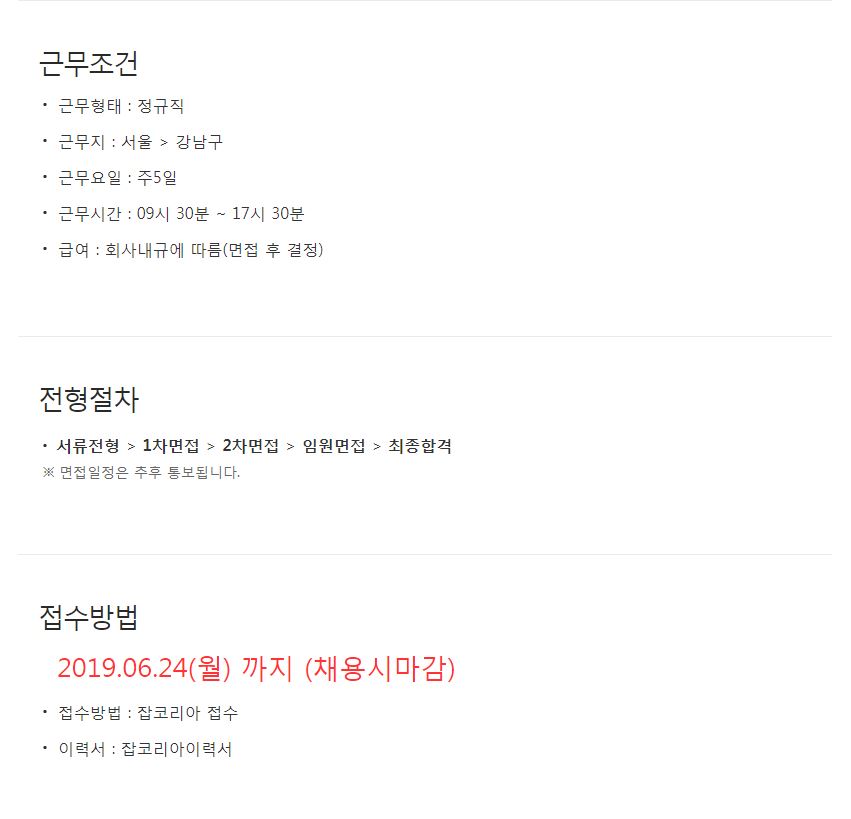 근무조건
· 근무형태 : 정규직
· 근무지 : 서울 > 강남구
· 근무요일 : 주5일
· 근무시간 : 09시 30분 ~ 17시 30분
· 급여 : 회사내규에 따름(면접 후 결정)
전형절차
· 서류전형 > 1차면접 > 2차면접 > 임원면접 > 최종합격
※ 면접일정은 추후 통보됩니다.
접수방법
2019.06.24(월) 까지 (채용시마감)
· 접수방법 : 잡코리아 접수
· 이력서 : 잡코리아이력서